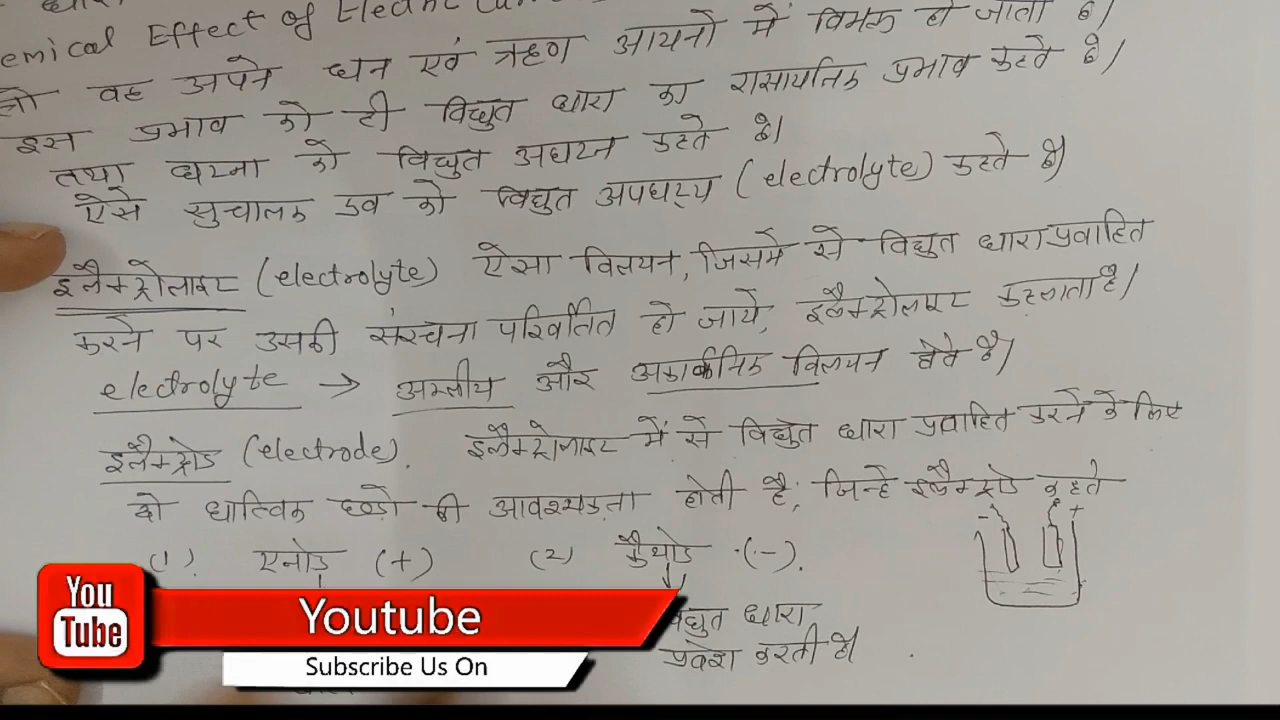 धारा
emical Effect of Electric Curr
तो वह अपने धन एवं ऋण आयनो में विभक्त हो जाता है।
इस प्रभाव को ही विद्युत धारा का रासायनिक प्रभाव कहते है।
तथा घटना को विद्युत अघटन कहते है।
ऐसे सुचालक द्रव को विद्युत अपघट्य (electrolyte) कहते है।
इलैक्ट्रोलाइट (electrolyte) ऐसा विलयन, जिसमें से विद्युत धारा प्रवाहित
करने पर उसकी संरचना परिवर्तित हो जाये, इलैक्ट्रोलाइट कहलाता है।
electrolyte → अम्लीय और अकार्बनिक विलयन होते है।
इलैक्ट्रोड (electrode). इलैक्ट्रोलाइट में से विद्युत धारा प्रवाहित करने के लिए
दो धात्विक छड़ो की आवश्यकता होती है, जिन्हे इलैक्ट्रोड कहते
- +
(1). एनोड (+) (2) कैथोड (-).
विद्युत धारा
प्रवेश करती है।
You
Tube
Youtube
Subscribe Us On